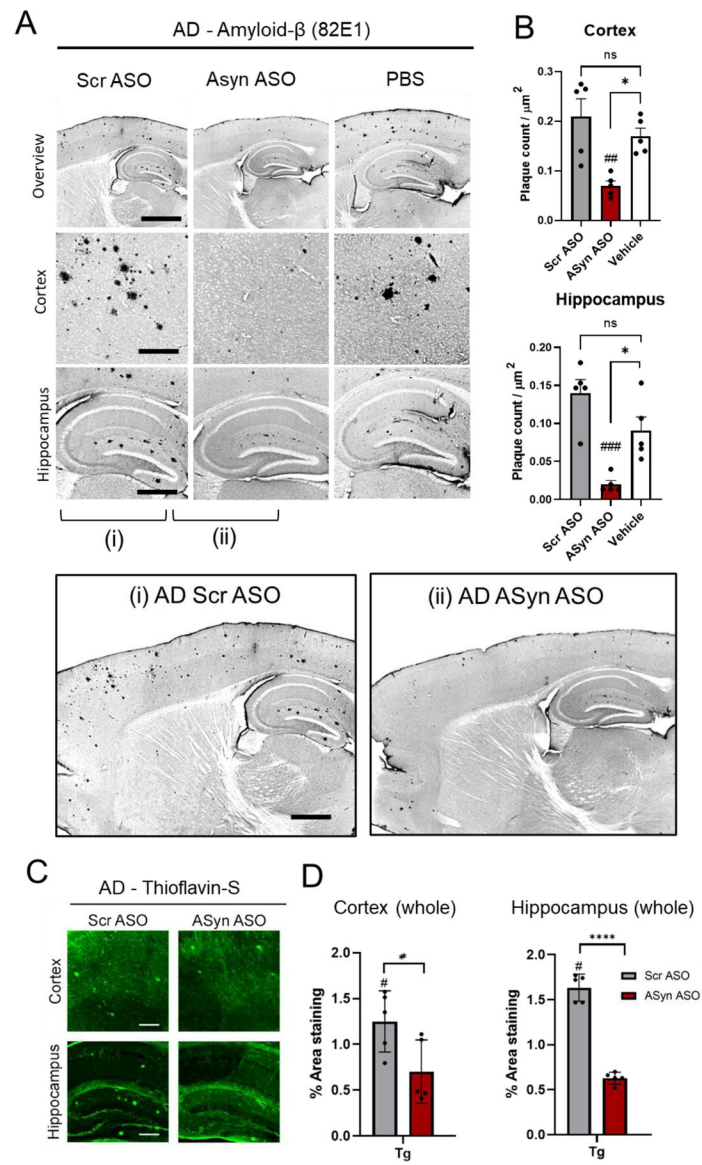 A
AD - Amyloid-β (82E1)
Scr ASO Asyn ASO PBS
Overview
Cortex
Hippocampus
(i) (ii)
B
Cortex
ns
*
##
Plaque count / μm²
0.3
0.2
0.1
0.0
Scr ASO
ASyn ASO
Vehicle
Hippocampus
ns
*
###
Plaque count / μm²
0.20
0.15
0.10
0.05
0.00
Scr ASO
ASyn ASO
Vehicle
(i) AD Scr ASO
(ii) AD ASyn ASO
C
AD - Thioflavin-S
Scr ASO ASyn ASO
Cortex
Hippocampus
D
Cortex (whole)
#
% Area staining
2.0
1.5
1.0
0.5
0.0
Tg
Hippocampus (whole)
****
#
% Area staining
2.0
1.5
1.0
0.5
0.0
Tg
Scr ASO
ASyn ASO